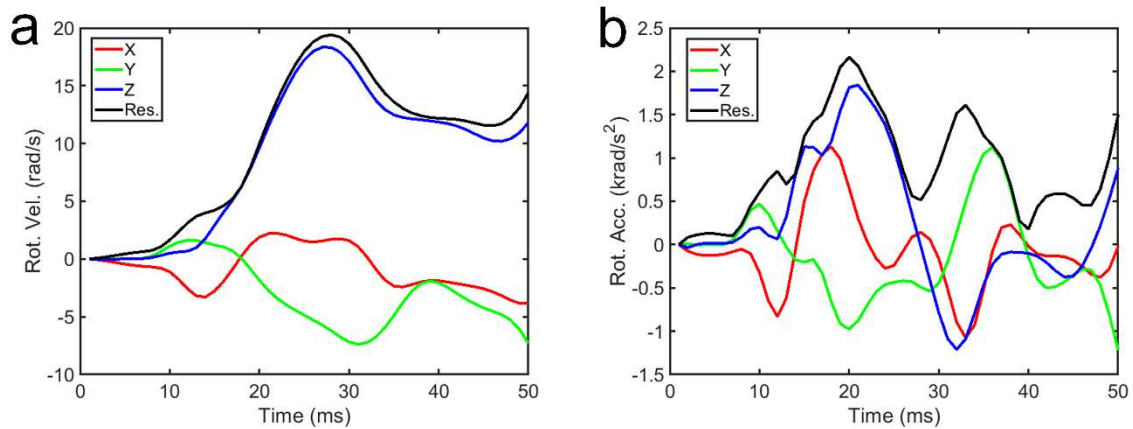 a
20
15
10
5
0
-5
-10
0 10 20 30 40 50
Rot. Vel. (rad/s)
Time (ms)
X
Y
Z
Res.
b
2.5
2
1.5
1
0.5
0
-0.5
-1
-1.5
0 10 20 30 40 50
Rot. Acc. (krad/s²)
Time (ms)
X
Y
Z
Res.